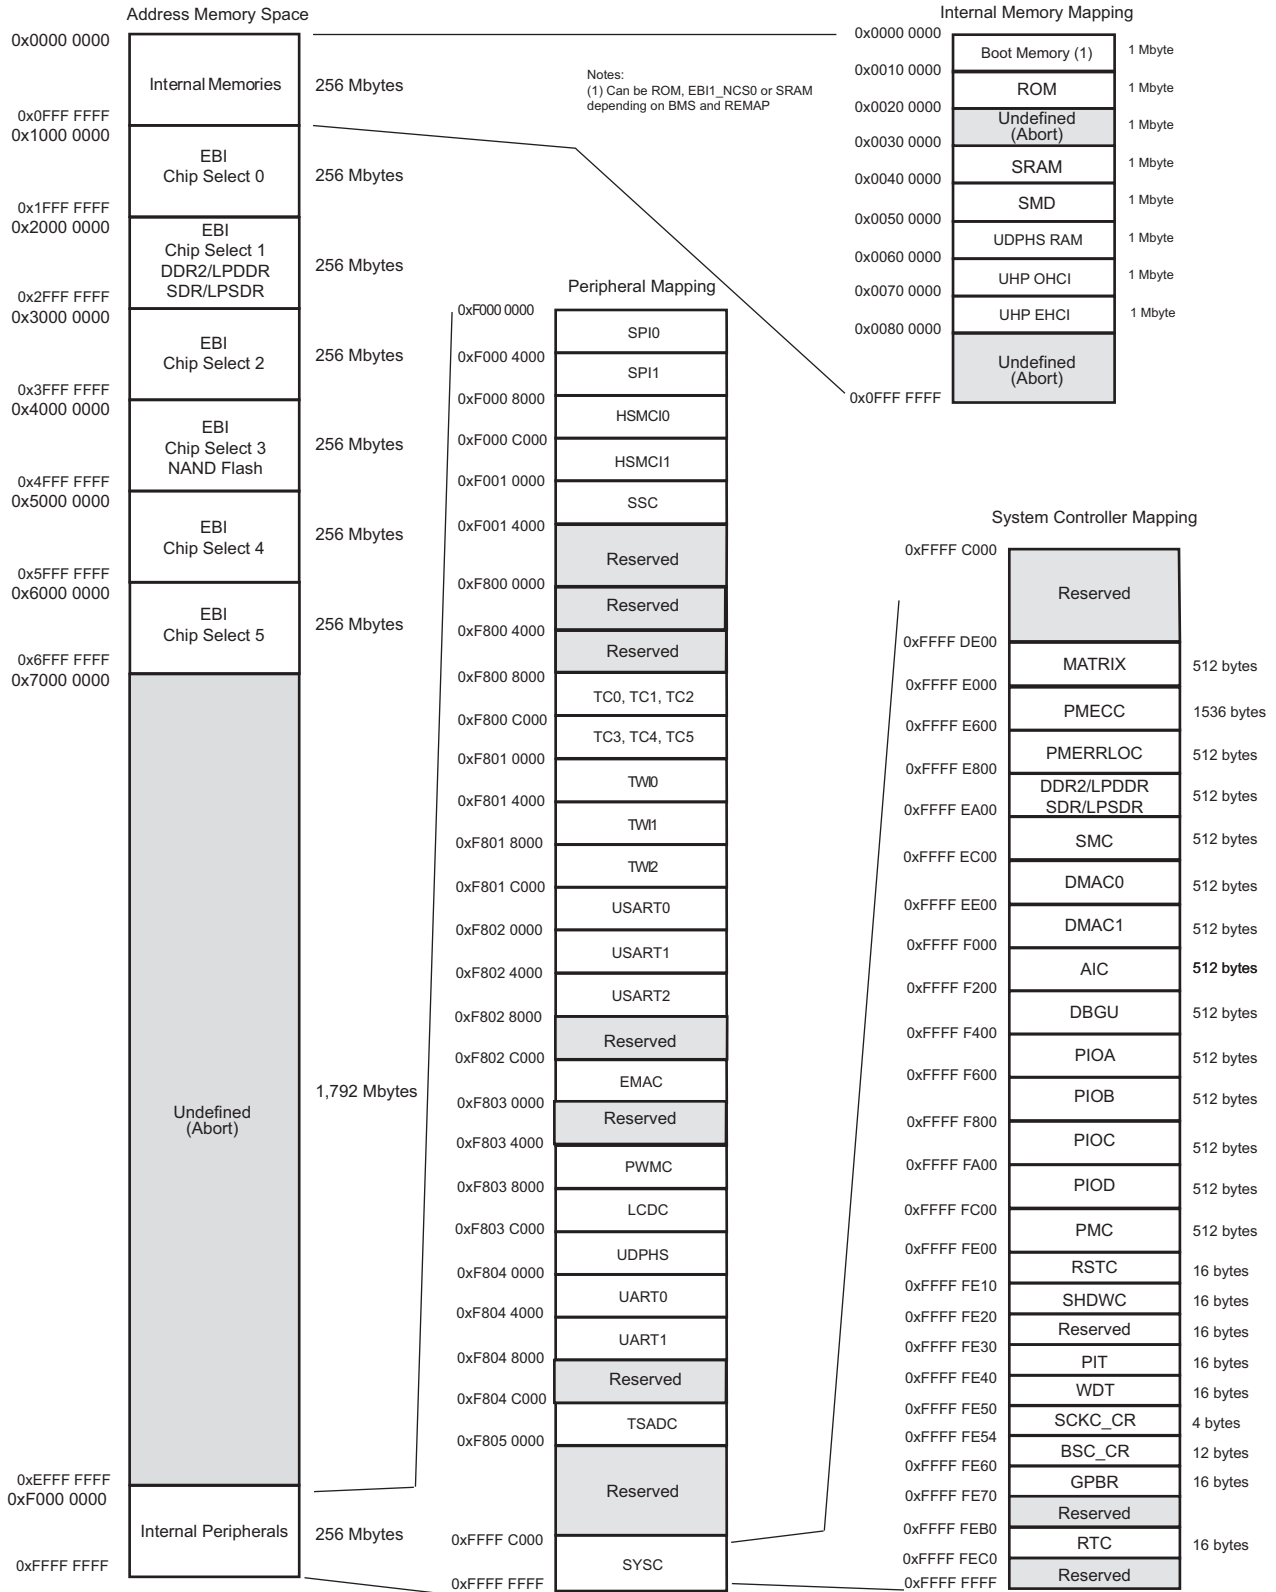 Address Memory Space
0x0000 0000
Internal Memories
256 Mbytes
0x0FFF FFFF
0x1000 0000
EBI
Chip Select 0
256 Mbytes
0x1FFF FFFF
0x2000 0000
EBI
Chip Select 1
DDR2/LPDDR
SDR/LPSDR
256 Mbytes
0x2FFF FFFF
0x3000 0000
EBI
Chip Select 2
256 Mbytes
0x3FFF FFFF
0x4000 0000
EBI
Chip Select 3
NAND Flash
256 Mbytes
0x4FFF FFFF
0x5000 0000
EBI
Chip Select 4
256 Mbytes
0x5FFF FFFF
0x6000 0000
EBI
Chip Select 5
256 Mbytes
0x6FFF FFFF
0x7000 0000
Undefined
(Abort)
1,792 Mbytes
0xEFFF FFFF
0xF000 0000
Internal Peripherals
256 Mbytes
0xFFFF FFFF
Notes:
(1) Can be ROM, EBI1_NCS0 or SRAM
depending on BMS and REMAP
Peripheral Mapping
0xF000 0000
SPI0
0xF000 4000
SPI1
0xF000 8000
HSMCI0
0xF000 C000
HSMCI1
0xF001 0000
SSC
0xF001 4000
Reserved
0xF800 0000
Reserved
0xF800 4000
Reserved
0xF800 8000
TC0, TC1, TC2
0xF800 C000
TC3, TC4, TC5
0xF801 0000
TWI0
0xF801 4000
TWI1
0xF801 8000
TWI2
0xF801 C000
USART0
0xF802 0000
USART1
0xF802 4000
USART2
0xF802 8000
Reserved
0xF802 C000
EMAC
0xF803 0000
Reserved
0xF803 4000
PWMC
0xF803 8000
LCDC
0xF803 C000
UDPHS
0xF804 0000
UART0
0xF804 4000
UART1
0xF804 8000
Reserved
0xF804 C000
TSADC
0xF805 0000
Reserved
0xFFFF C000
SYSC
0xFFFF FFFF
Internal Memory Mapping
0x0000 0000
Boot Memory (1)
1 Mbyte
0x0010 0000
ROM
1 Mbyte
0x0020 0000
Undefined
(Abort)
1 Mbyte
0x0030 0000
SRAM
1 Mbyte
0x0040 0000
SMD
1 Mbyte
0x0050 0000
UDPHS RAM
1 Mbyte
0x0060 0000
UHP OHCI
1 Mbyte
0x0070 0000
UHP EHCI
1 Mbyte
0x0080 0000
Undefined
(Abort)
0x0FFF FFFF
System Controller Mapping
0xFFFF C000
Reserved
0xFFFF DE00
MATRIX
512 bytes
0xFFFF E000
PMECC
1536 bytes
0xFFFF E600
PMERRLOC
512 bytes
0xFFFF E800
DDR2/LPDDR
SDR/LPSDR
512 bytes
0xFFFF EA00
SMC
512 bytes
0xFFFF EC00
DMAC0
512 bytes
0xFFFF EE00
DMAC1
512 bytes
0xFFFF F000
AIC
512 bytes
0xFFFF F200
DBGU
512 bytes
0xFFFF F400
PIOA
512 bytes
0xFFFF F600
PIOB
512 bytes
0xFFFF F800
PIOC
512 bytes
0xFFFF FA00
PIOD
512 bytes
0xFFFF FC00
PMC
512 bytes
0xFFFF FE00
RSTC
16 bytes
0xFFFF FE10
SHDWC
16 bytes
0xFFFF FE20
Reserved
16 bytes
0xFFFF FE30
PIT
16 bytes
0xFFFF FE40
WDT
16 bytes
0xFFFF FE50
SCKC_CR
4 bytes
0xFFFF FE54
BSC_CR
12 bytes
0xFFFF FE60
GPBR
16 bytes
0xFFFF FE70
Reserved
0xFFFF FEB0
RTC
16 bytes
0xFFFF FEC0
Reserved
0xFFFF FFFF